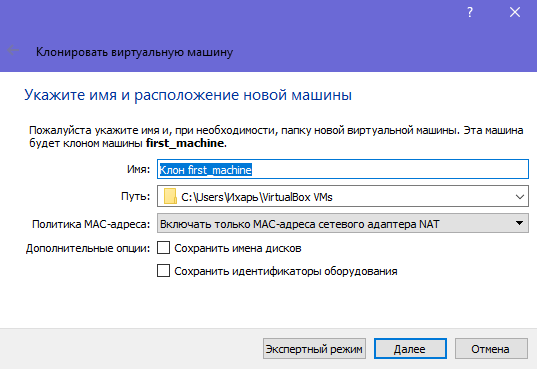 ?
Клонировать виртуальную машину
Укажите имя и расположение новой машины
Пожалуйста укажите имя и, при необходимости, папку новой виртуальной машины. Эта машина
будет клоном машины first_machine.
Имя: Клон first_machine
Путь: C:\Users\Ихарь\VirtualBox VMs
Политика MAC-адреса: Включать только MAC-адреса сетевого адаптера NAT
Дополнительные опции: Сохранить имена дисков
Сохранить идентификаторы оборудования
Экспертный режим Далее Отмена